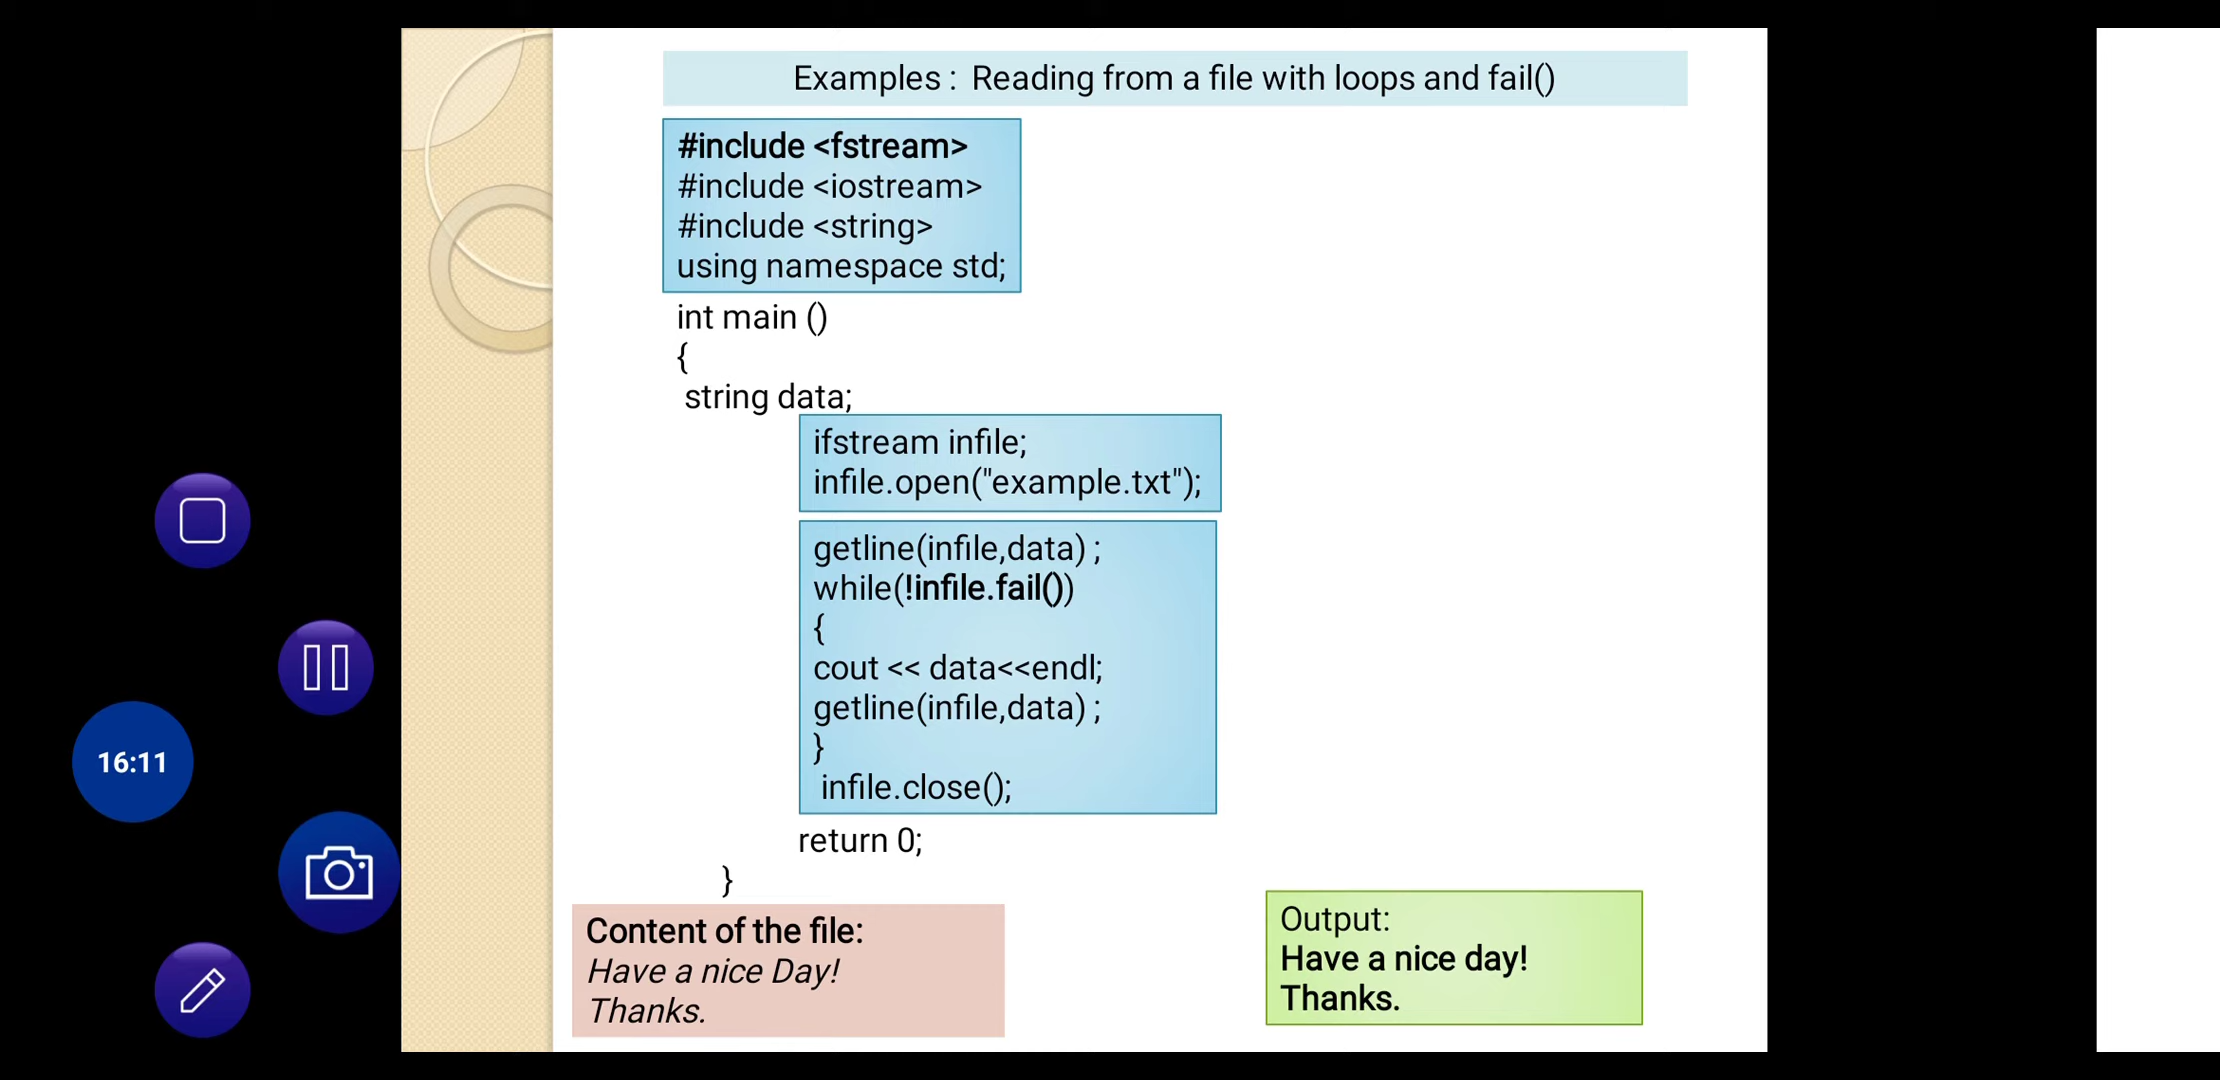 Examples : Reading from a file with loops and fail()
#include <fstream>
#include <iostream>
#include <string>
using namespace std;
int main ()
{
string data;
ifstream infile;
infile.open("example.txt");
getline(infile,data) ;
while(!infile.fail())
{
cout << data<<endl;
getline(infile,data) ;
}
infile.close();
return 0;
}
Content of the file:
Have a nice Day!
Thanks.
Output:
Have a nice day!
Thanks.
16:11